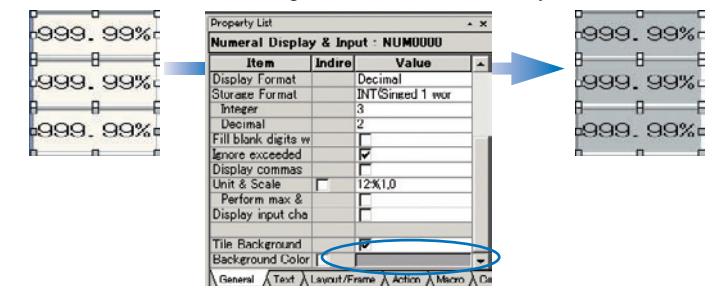 Property List
Numeral Display & Input : NUM0000
Item Indire Value
Display Format Decimal
Storage Format INT(Singed 1 wor
Integer 3
Decimal 2
Fill blank digits w
Ignore exceeded
Display commas
Unit & Scale 12:%,1,0
Perform max &
Display input cha
Tile Background
Background Color
General Text Layout/Frame Action Macro Ca
999.99%
999.99%
999.99%
999.99%
999.99%
999.99%